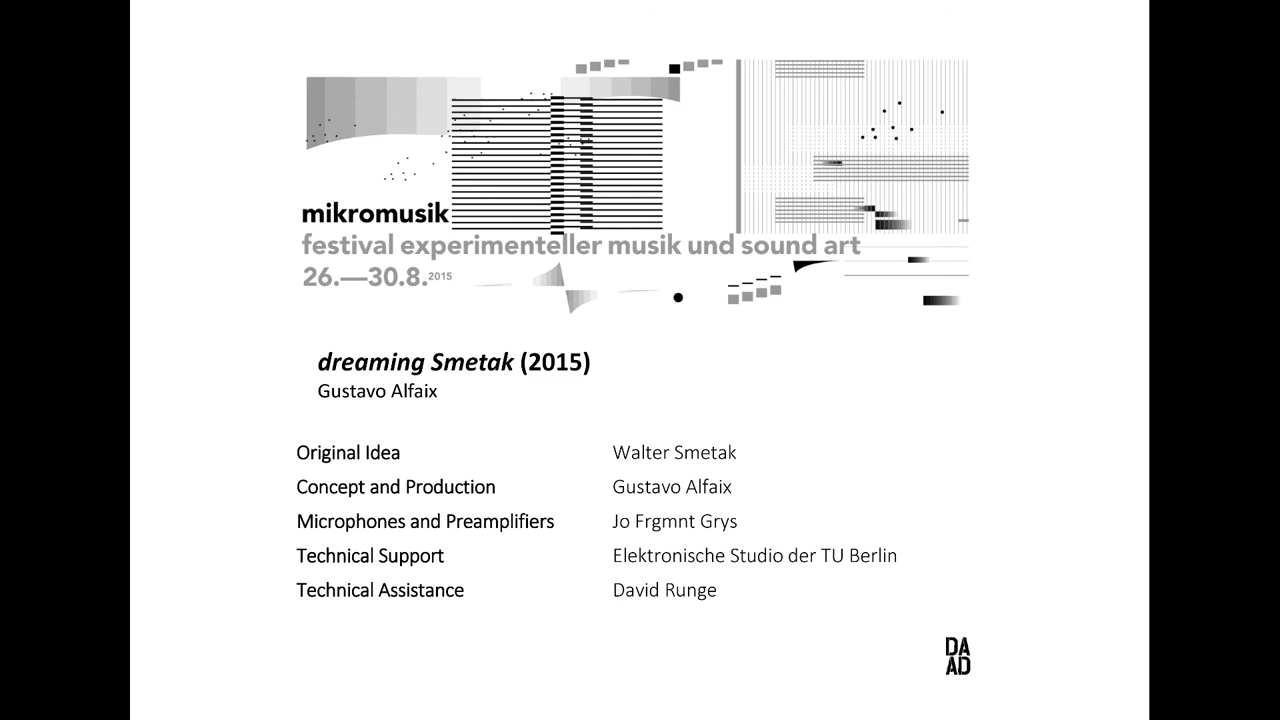 mikromusik
festival experimenteller musik und sound art
26.—30.8.2015
dreaming Smetak (2015)
Gustavo Alfaix
Original Idea Walter Smetak
Concept and Production Gustavo Alfaix
Microphones and Preamplifiers Jo Frgmnt Grys
Technical Support Elektronische Studio der TU Berlin
Technical Assistance David Runge
DA
AD